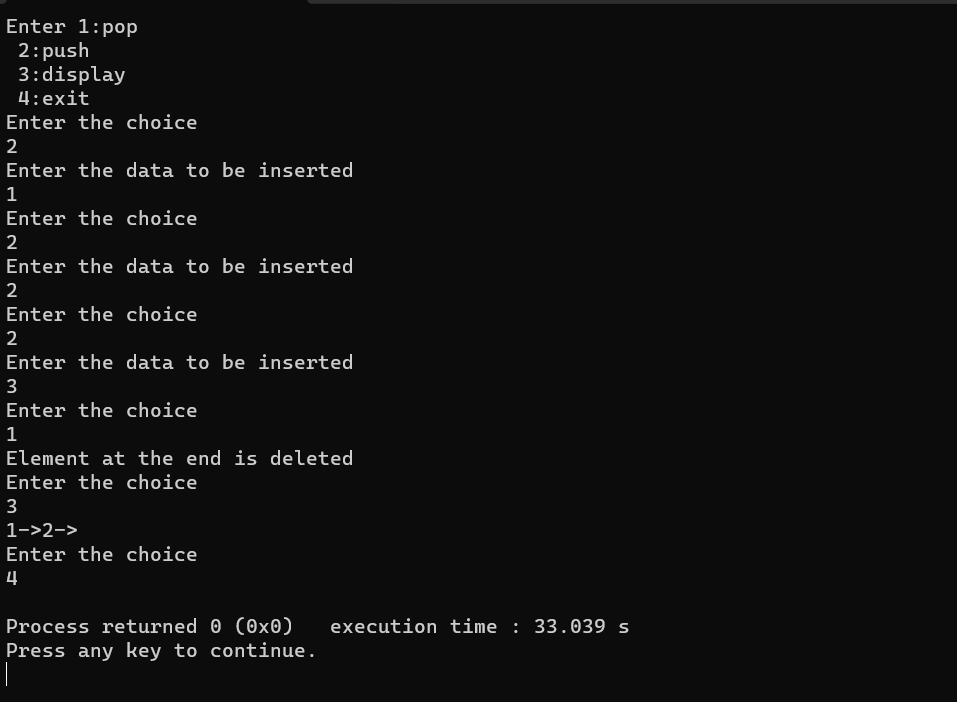 Enter 1:pop
 2:push
 3:display
 4:exit
Enter the choice
2
Enter the data to be inserted
1
Enter the choice
2
Enter the data to be inserted
2
Enter the choice
2
Enter the data to be inserted
3
Enter the choice
1
Element at the end is deleted
Enter the choice
3
1->2->
Enter the choice
4

Process returned 0 (0x0)   execution time : 33.039 s
Press any key to continue.